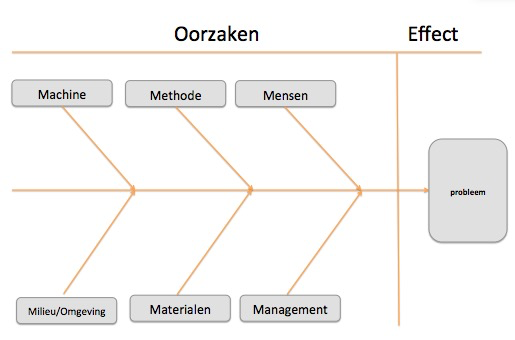 Oorzaken
Effect
Machine
Methode
Mensen
probleem
Milieu/Omgeving
Materialen
Management